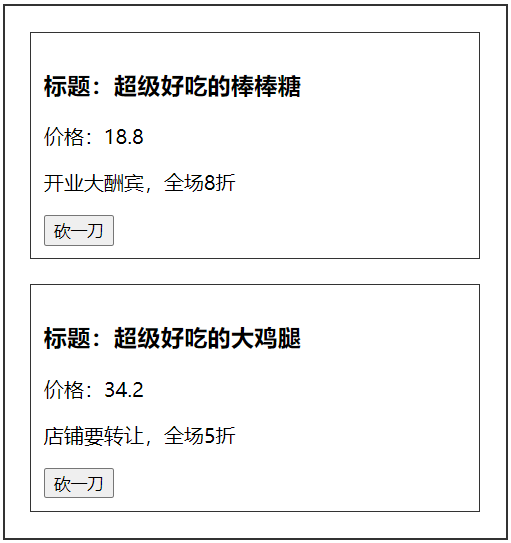 标题：超级好吃的棒棒糖
价格：18.8
开业大酬宾，全场8折
砍一刀
标题：超级好吃的大鸡腿
价格：34.2
店铺要转让，全场5折
砍一刀